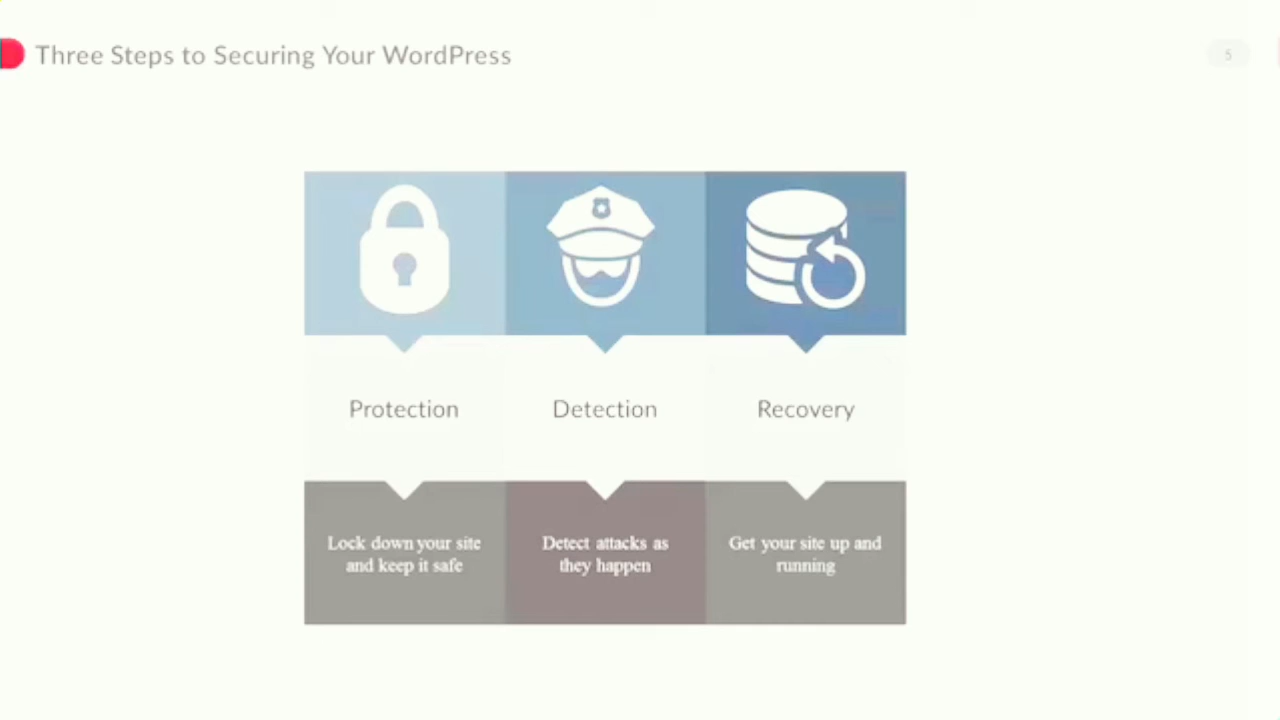 Three Steps to Securing Your WordPress
5
Protection
Detection
Recovery
Lock down your site
and keep it safe
Detect attacks as
they happen
Get your site up and
running